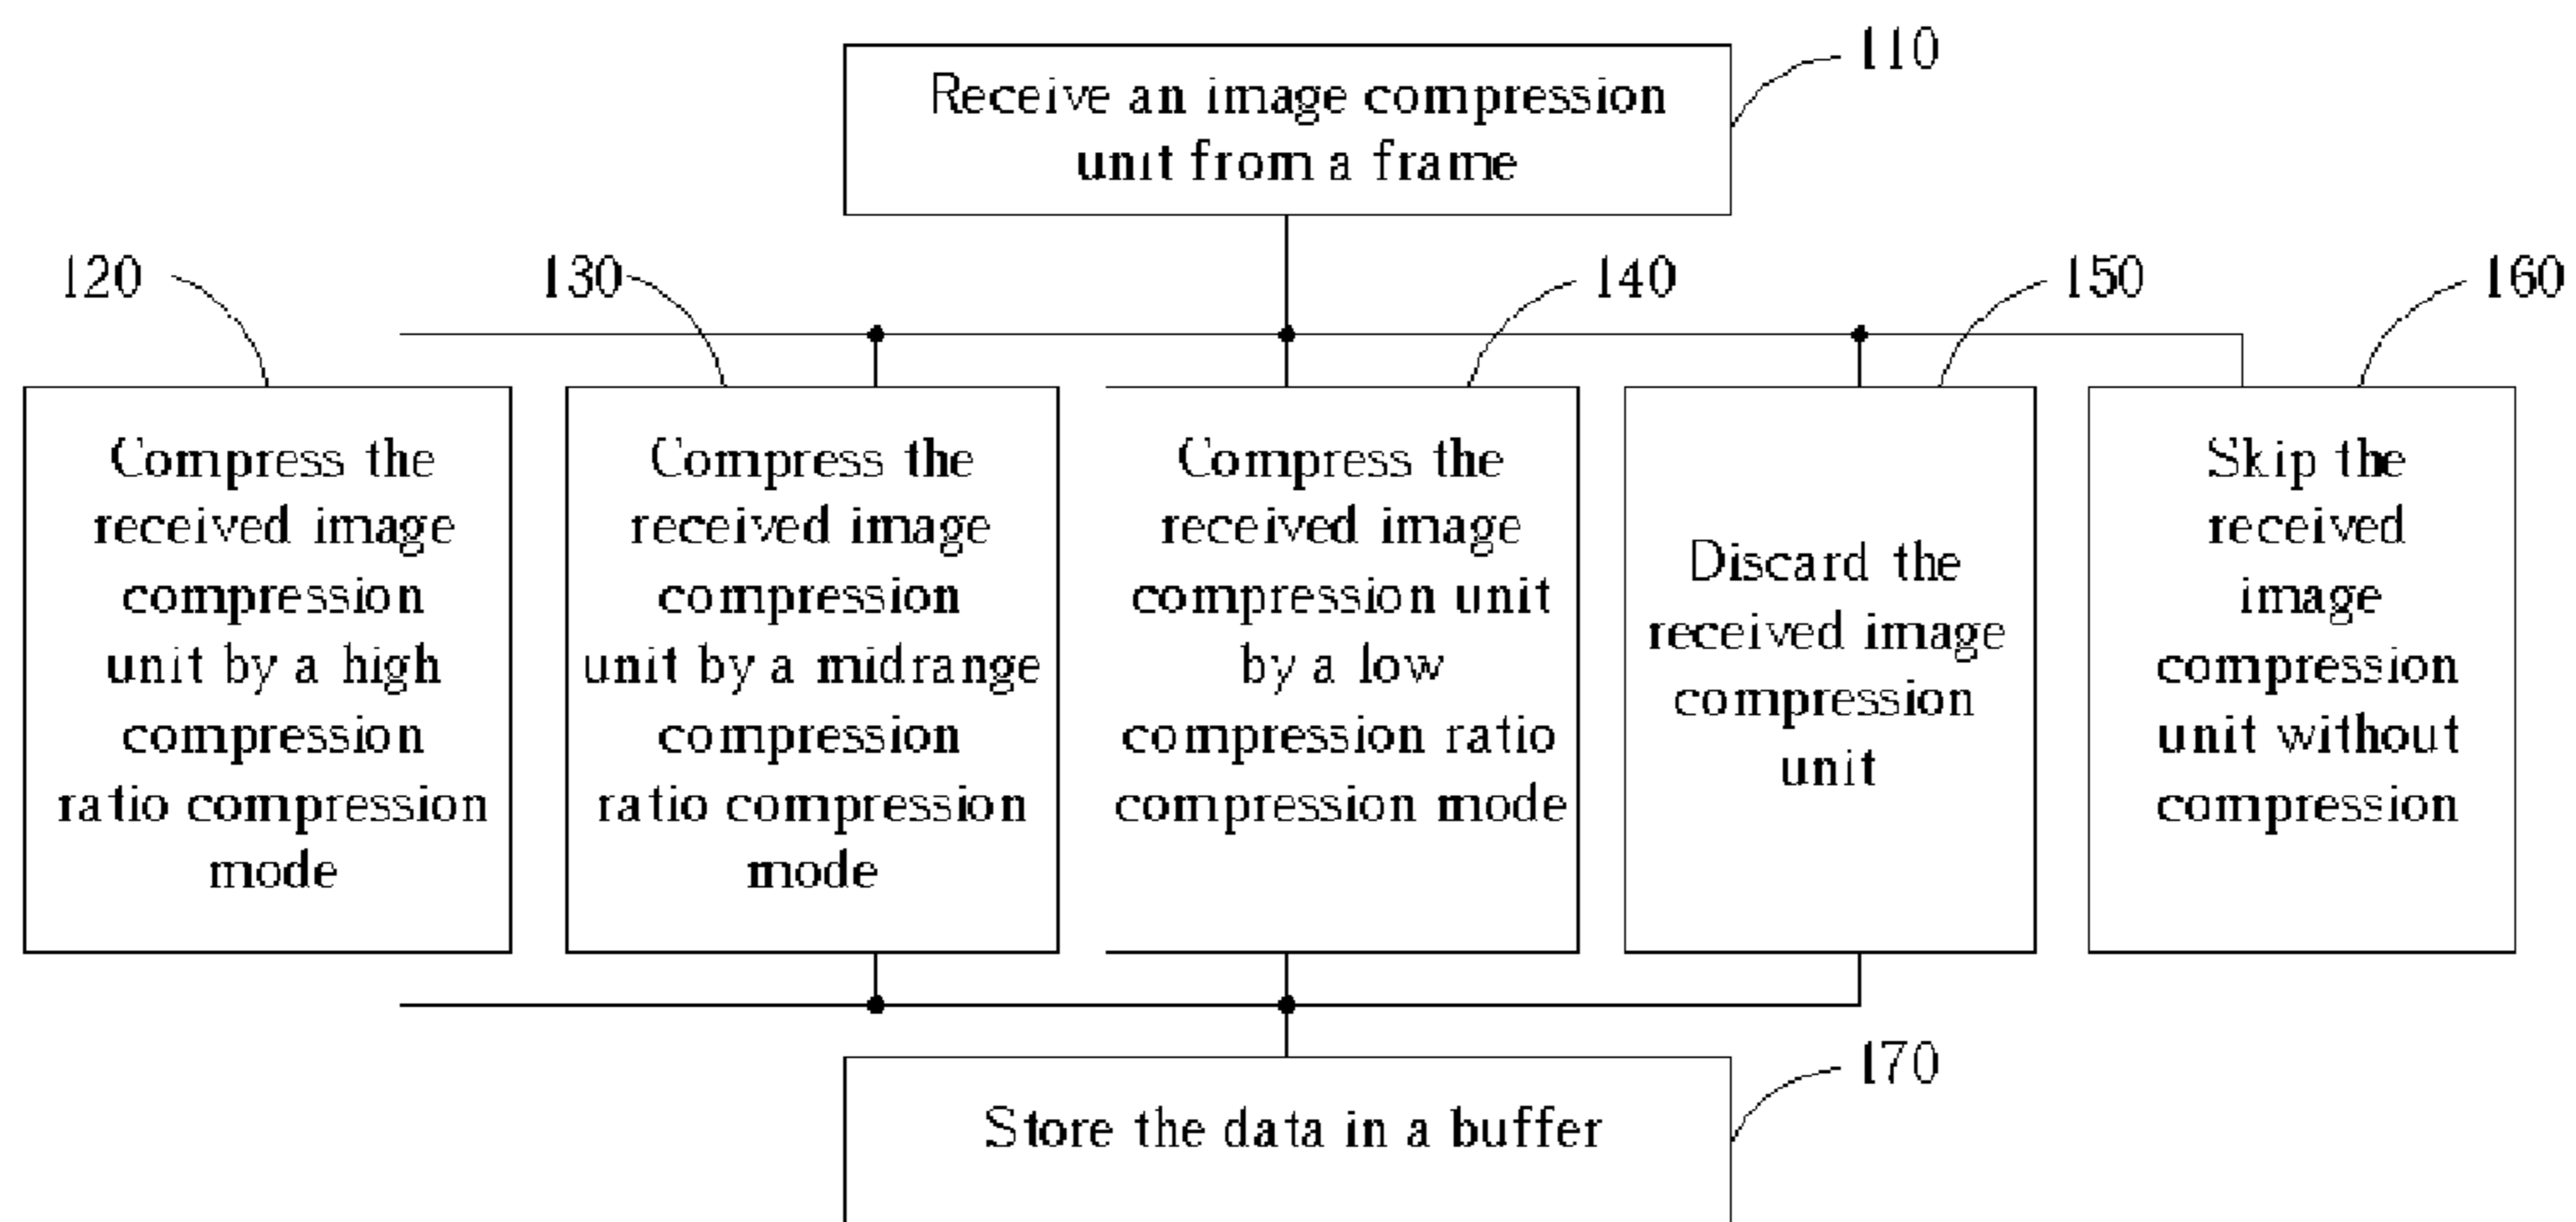 110
Receive an image compression
unit from a frame
120
130
140
150
160
Compress the
received image
compression
unit by a high
compression
ratio compression
mode
Compress the
received image
compression
unit by a midrange
compression
ratio compression
mode
Compress the
received image
compression unit
by a low
compression ratio
compression mode
Discard the
received image
compression
unit
Skip the
received
image
compression
unit without
compression
170
Store the data in a buffer